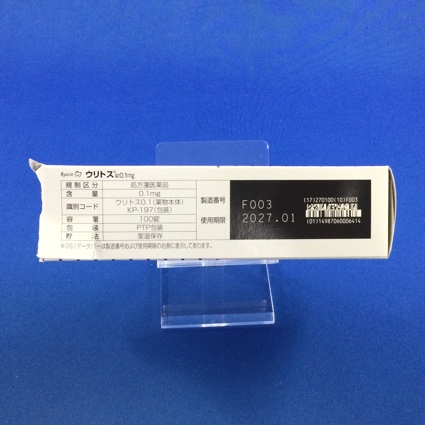 Kyorin ウリトス錠0.1mg
規制区分 処方箋医薬品
含量 0.1mg
識別コード ウリトス0.1(薬物本体)
KP-197(包装)
容量 100錠
包装 PTP包装
貯法 室温保存
※GS1データバーは製造番号および使用期限の右側に表示しております。
製造番号 F003
使用期限 2027.01
(17)270100(10)F003
(01)14987060006414